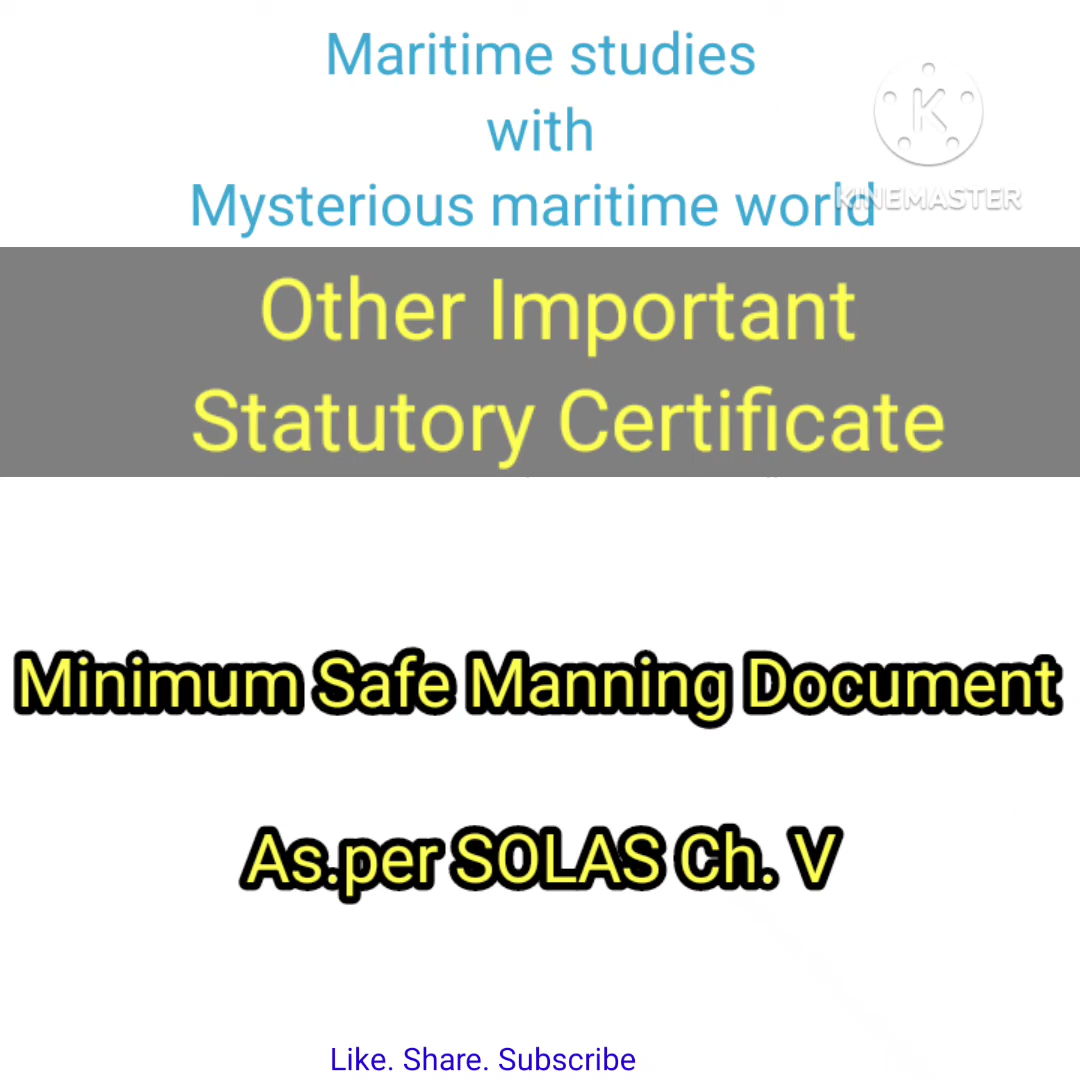 Maritime studies
with
Mysterious maritime world
K
KINEMASTER
Other Important
Statutory Certificate
Minimum Safe Manning Document
As.per SOLAS Ch. V
Like. Share. Subscribe